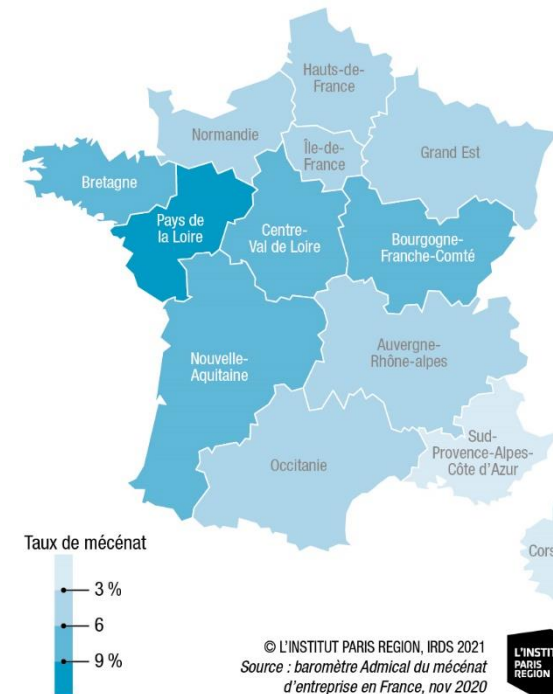 Hauts-de-
France
Normandie
Île-de-
France
Grand Est
Bretagne
Pays de
la Loire
Centre-
Val de Loire
Bourgogne-
Franche-Comté
Nouvelle-
Aquitaine
Auvergne-
Rhône-alpes
Occitanie
Sud-
Provence-Alpes-
Côte d'Azur
Cors
Taux de mécénat
3 %
6
9 %
© L'INSTITUT PARIS REGION, IRDS 2021
Source : baromètre Admical du mécénat
d'entreprise en France, nov 2020
L'INSTIT
PARIS
REGION